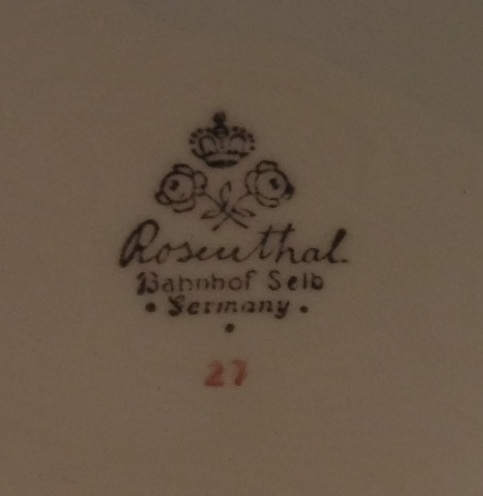 Rosenthal
Bahnhof Selb
• Germany •
27